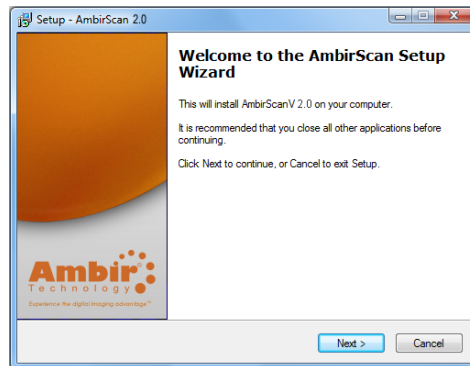 Setup - AmbirScan 2.0
Welcome to the AmbirScan Setup
Wizard
This will install AmbirScanV 2.0 on your computer.
It is recommended that you close all other applications before
continuing.
Click Next to continue, or Cancel to exit Setup.
Ambir
Technology
Experience the digital imaging advantage™
Next >
Cancel